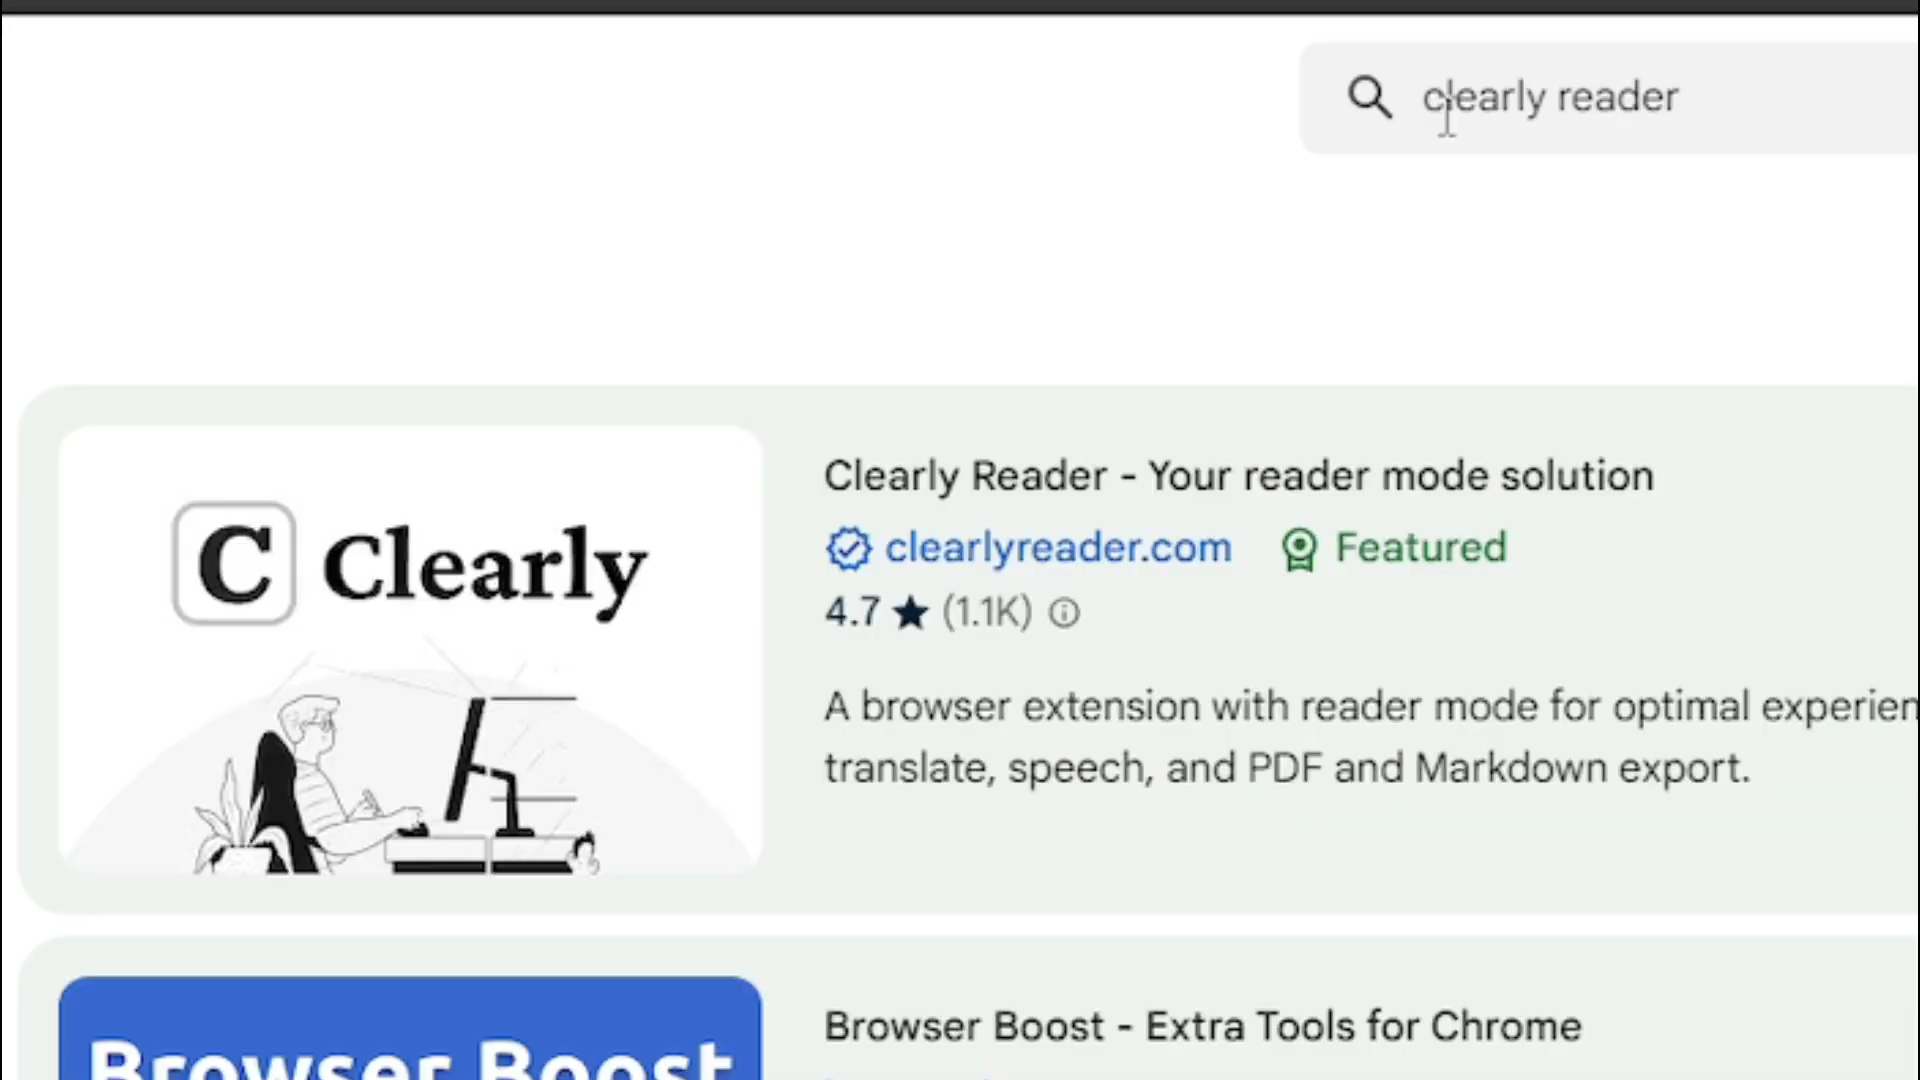 clearly reader
C Clearly
Clearly Reader - Your reader mode solution
clearlyreader.com Featured
4.7 ★ (1.1K)
A browser extension with reader mode for optimal
translate, speech, and PDF and Markdown export.
Browser Boost
Browser Boost - Extra Tools for Chrome